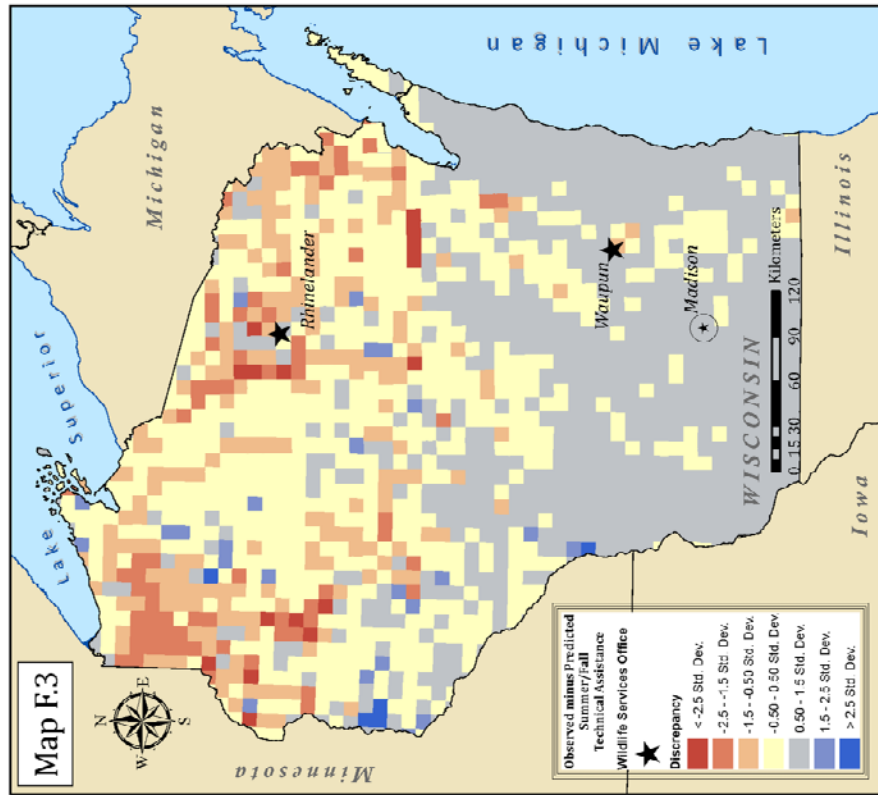 Map F.3
N
W E
S
Lake Superior
Michigan
Minnesota
Rhinelander
Lake Michigan
Waupun
Madison
WISCONSIN
Iowa
Illinois
0 15 30 60 90 120
Kilometers
Observed minus Predicted
Summer/Fall
Technical Assistance
Wildlife Services Office
Discrepancy
< -2.5 Std. Dev.
-2.5 - -1.5 Std. Dev.
-1.5 - -0.50 Std. Dev.
-0.50 - 0.50 Std. Dev.
0.50 - 1.5 Std. Dev.
1.5 - 2.5 Std. Dev.
> 2.5 Std. Dev.